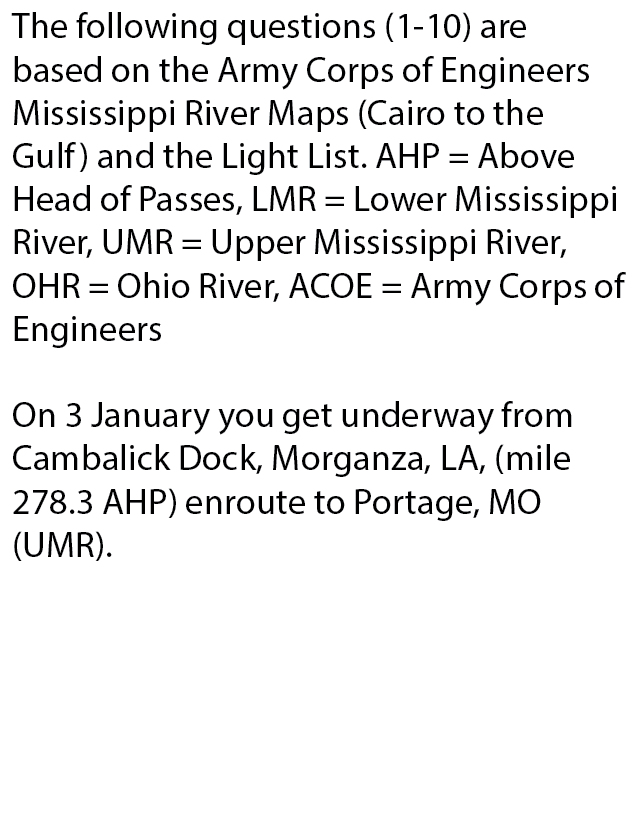 The following questions (1-10) are
based on the Army Corps of Engineers
Mississippi River Maps (Cairo to the
Gulf) and the Light List. AHP = Above
Head of Passes, LMR = Lower Mississippi
River, UMR = Upper Mississippi River,
OHR = Ohio River, ACOE = Army Corps of
Engineers
On 3 January you get underway from
Cambalick Dock, Morganza, LA, (mile
278.3 AHP) enroute to Portage, MO
(UMR).